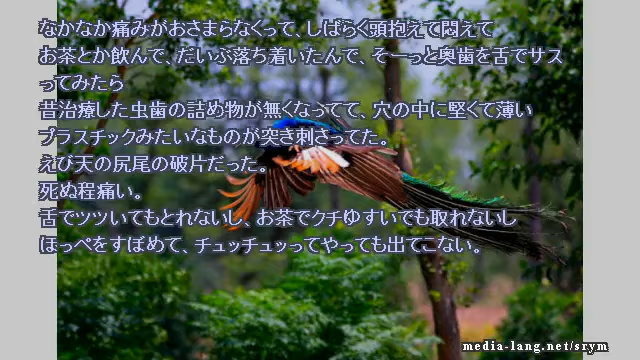 なかなか痛みがおさまらなくって、しばらく頭抱えて悶えて
お茶とか飲んで、だいぶ落ち着いたんで、そーっと奥歯を舌でサス
ってみたら
昔治療した虫歯の詰め物が無くなってて、穴の中に堅くて薄い
プラスチックみたいなものが突き刺さってた。
えび天の尻尾の破片だった。
死ぬ程痛い。
舌でツツいてもとれないし、お茶でクチゆすいでも取れないし
ほっぺをすぼめて、チュッチュッってやっても出てこない。
media-lang.net/srym